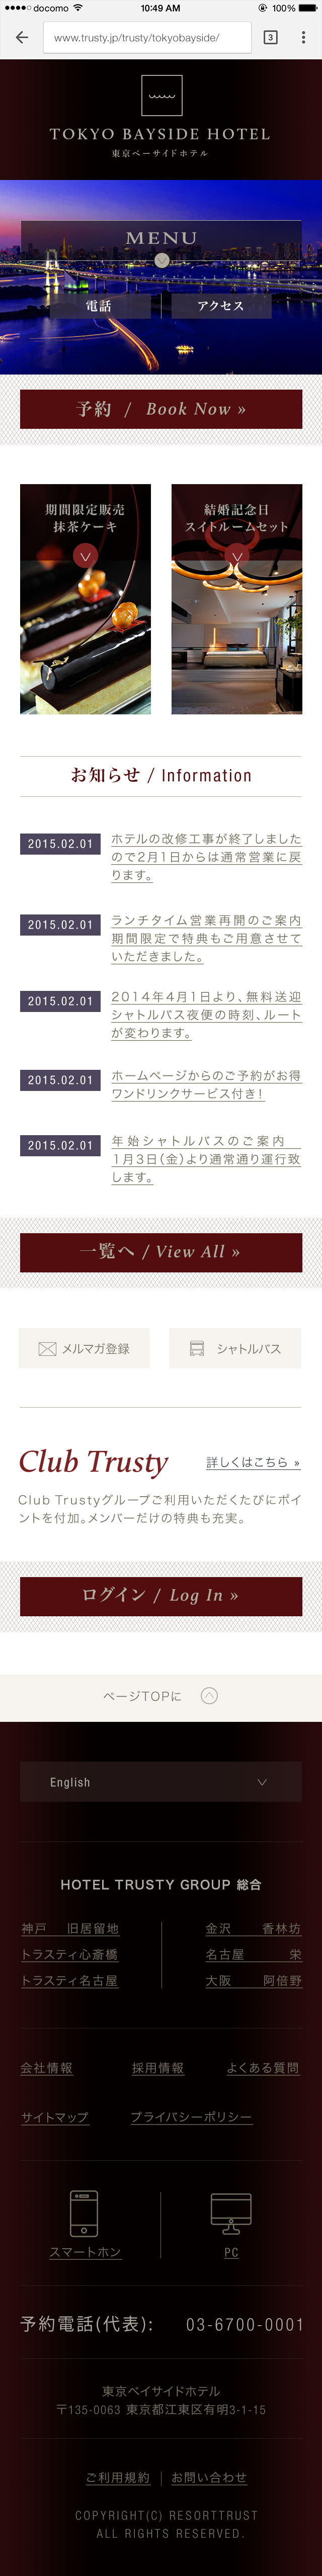 docomo 10:49 AM 100%
www.trusty.jp/trusty/tokyobayside/ 3
TOKYO BAYSIDE HOTEL
東京ベーサイドホテル
MENU
電話 アクセス
予約 / Book Now »
期間限定販売
抹茶ケーキ
結婚記念日
スイトルームセット
お知らせ / Information
2015.02.01 ホテルの改修工事が終了しました
ので2月1日からは通常営業に戻
ります。
2015.02.01 ランチタイム営業再開のご案内
期間限定で特典もご用意させて
いただきました。
2015.02.01 2014年4月1日より、無料送迎
シャトルバス夜便の時刻、ルート
が変わります。
2015.02.01 ホームページからのご予約がお得
ワンドリンクサービス付き!
2015.02.01 年始シャトルバスのご案内
1月3日(金)より通常通り運行致
します。
一覧へ / View All »
メルマガ登録 シャトルバス
Club Trusty 詳しくはこちら »
Club Trustyグループご利用いただくたびにポイ
ントを付加。メンバーだけの特典も充実。
ログイン / Log In »
ページTOPに
English
HOTEL TRUSTY GROUP 総合
神戸 旧居留地 金沢 香林坊
トラスティ心斎橋 名古屋 栄
トラスティ名古屋 大阪 阿倍野
会社情報 採用情報 よくある質問
サイトマップ プライバシーポリシー
スマートホン PC
予約電話(代表): 03-6700-0001
東京ベイサイドホテル
〒135-0063 東京都江東区有明3-1-15
ご利用規約 お問い合わせ
COPYRIGHT(C) RESORTTRUST
ALL RIGHTS RESERVED.